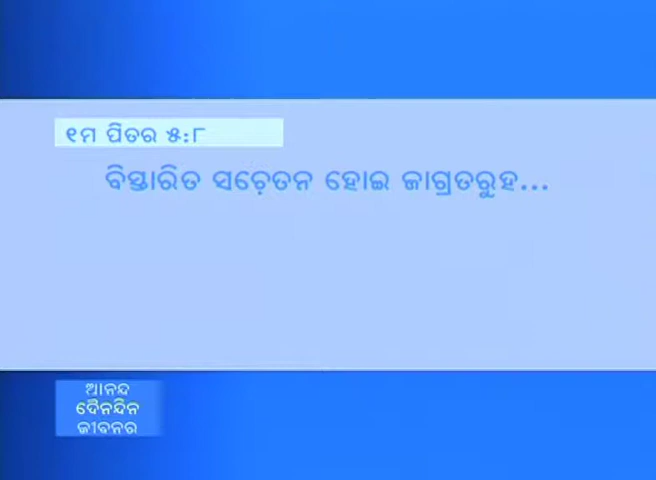 ୧ମ ପିତର ୫:୮
ବିସ୍ତାରିତ ସଚେ଼ତନ ହୋଇ ଜାଗ୍ରତରୁହ...
ଆନନ୍ଦ
ଦୈନନ୍ଦିନ
ଜୀବନର